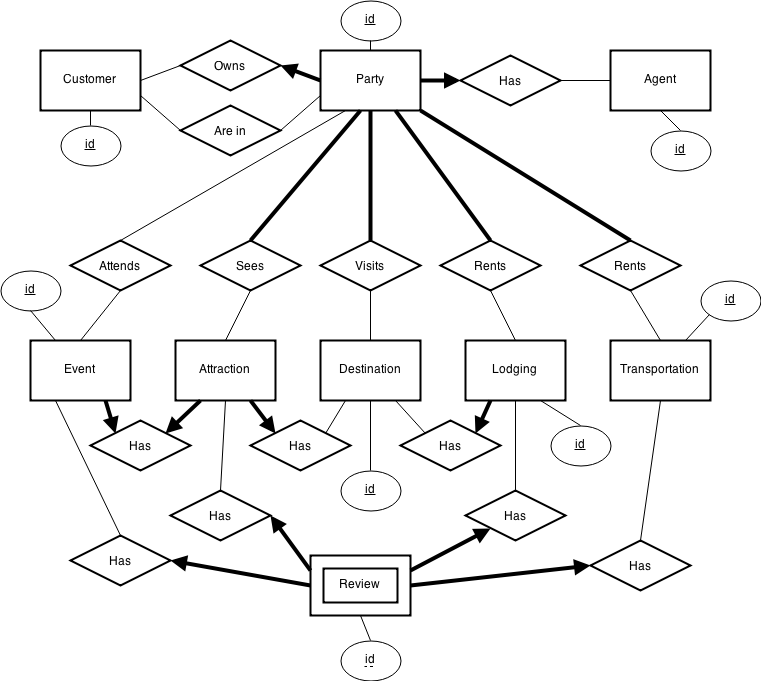 id
Customer
Owns
Party
Has
Agent
Are in
id
id
Attends
Sees
Visits
Rents
Rents
id
id
Event
Attraction
Destination
Lodging
Transportation
Has
Has
Has
id
id
Has
Has
Has
Has
Review
id